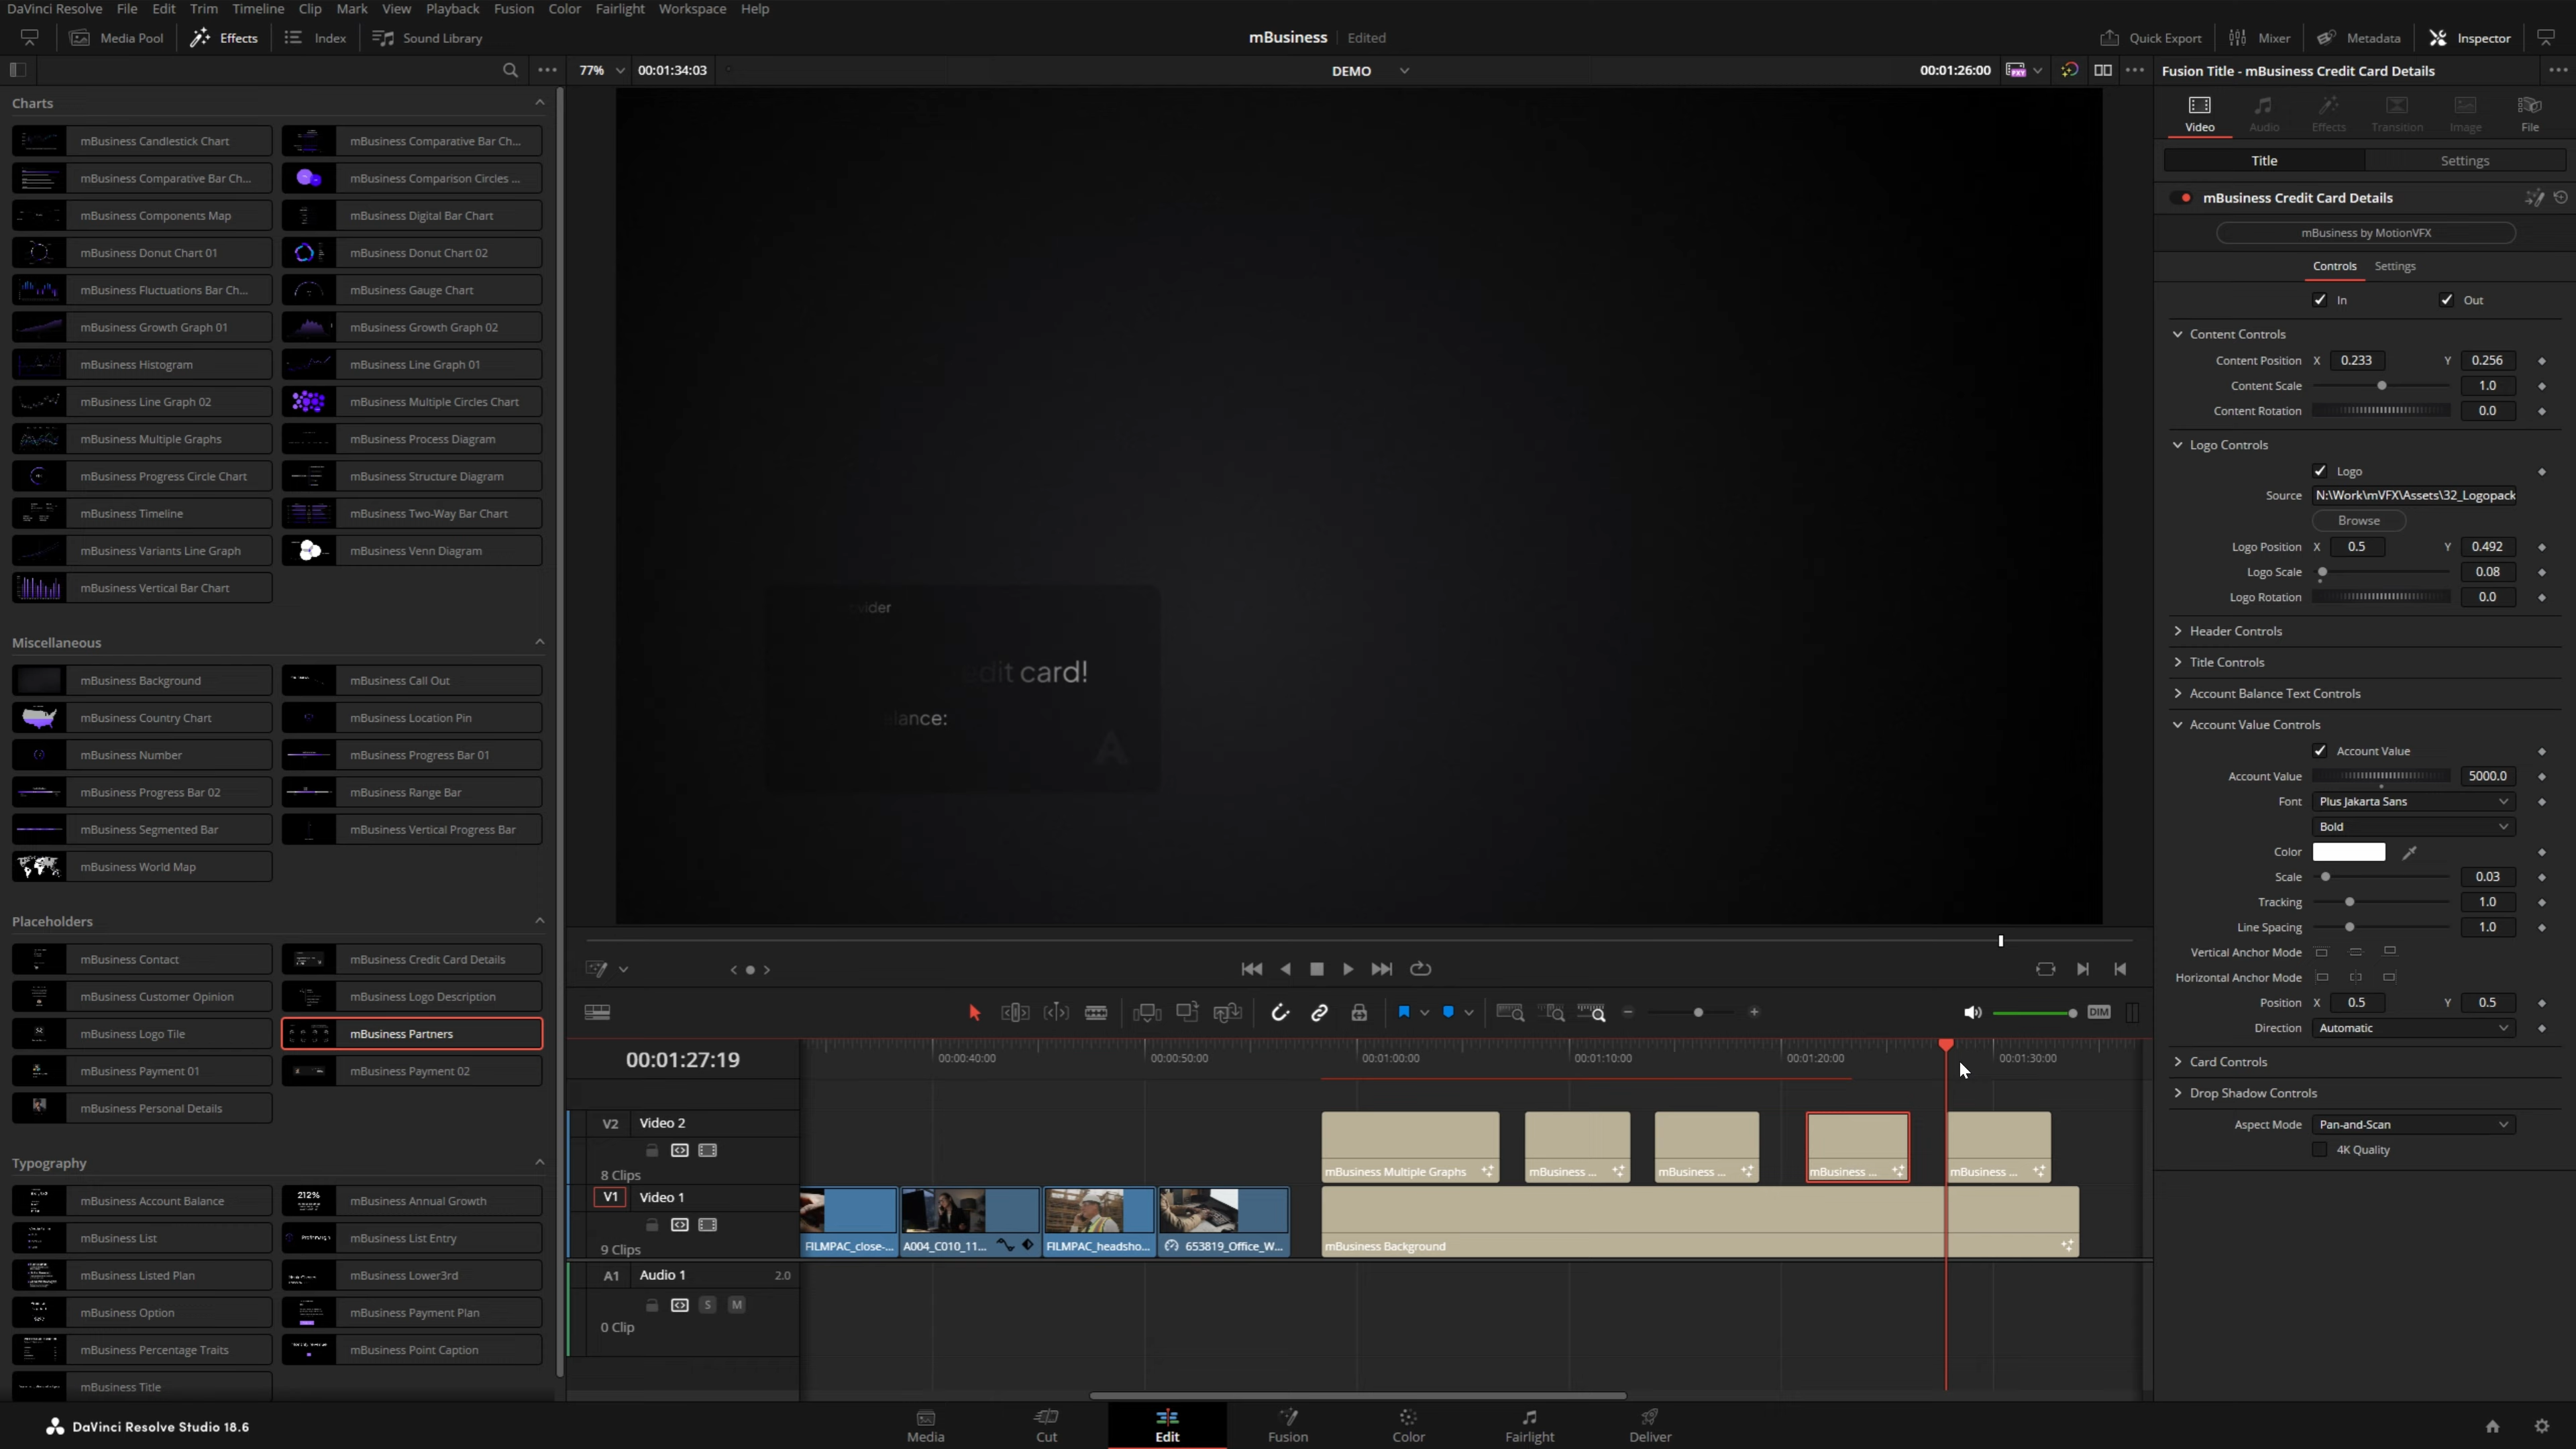 DaVinci Resolve File Edit Trim Timeline Clip Mark View Playback Fusion Color Fairlight Workspace Help
Media Pool Effects Index Sound Library mBusiness Edited Quick Export Mixer Metadata Inspector
77% 00:01:34:03 DEMO 00:01:26:00 Fusion Title - mBusiness Credit Card Details
Charts
mBusiness Candlestick Chart mBusiness Comparative Bar Ch...
mBusiness Comparative Bar Ch... mBusiness Comparison Circles ...
mBusiness Components Map mBusiness Digital Bar Chart
mBusiness Donut Chart 01 mBusiness Donut Chart 02
mBusiness Fluctuations Bar Ch... mBusiness Gauge Chart
mBusiness Growth Graph 01 mBusiness Growth Graph 02
mBusiness Histogram mBusiness Line Graph 01
mBusiness Line Graph 02 mBusiness Multiple Circles Chart
mBusiness Multiple Graphs mBusiness Process Diagram
mBusiness Progress Circle Chart mBusiness Structure Diagram
mBusiness Timeline mBusiness Two-Way Bar Chart
mBusiness Variants Line Graph mBusiness Venn Diagram
mBusiness Vertical Bar Chart
Miscellaneous
mBusiness Background mBusiness Call Out
mBusiness Country Chart mBusiness Location Pin
mBusiness Number mBusiness Progress Bar 01
mBusiness Progress Bar 02 mBusiness Range Bar
mBusiness Segmented Bar mBusiness Vertical Progress Bar
mBusiness World Map
Placeholders
mBusiness Contact mBusiness Credit Card Details
mBusiness Customer Opinion mBusiness Logo Description
mBusiness Logo Tile mBusiness Partners
mBusiness Payment 01 mBusiness Payment 02
mBusiness Personal Details
Typography
mBusiness Account Balance 212% mBusiness Annual Growth
mBusiness List mBusiness List Entry
mBusiness Listed Plan mBusiness Lower3rd
mBusiness Option mBusiness Payment Plan
mBusiness Percentage Traits mBusiness Point Caption
mBusiness Title
vider
edit card!
lance:
A
DIM
00:01:27:19 00:00:40:00 00:00:50:00 00:01:00:00 00:01:10:00 00:01:20:00 00:01:30:00
V2 Video 2
8 Clips
mBusiness Multiple Graphs mBusiness ... mBusiness ... mBusiness ... mBusiness ...
V1 Video 1
9 Clips
FILMPAC_close-... A004_C010_11... FILMPAC_headsho... 653819_Office_W... mBusiness Background
A1 Audio 1 2.0
S M
0 Clip
Video Audio Effects Transition Image File
Title Settings
mBusiness Credit Card Details
mBusiness by MotionVFX
Controls Settings
In Out
Content Controls
Content Position X 0.233 Y 0.256
Content Scale 1.0
Content Rotation 0.0
Logo Controls
Logo
Source N:\Work\mVFX\Assets\32_Logopack
Browse
Logo Position X 0.5 Y 0.492
Logo Scale 0.08
Logo Rotation 0.0
Header Controls
Title Controls
Account Balance Text Controls
Account Value Controls
Account Value
Account Value 5000.0
Font Plus Jakarta Sans
Bold
Color
Scale 0.03
Tracking 1.0
Line Spacing 1.0
Vertical Anchor Mode
Horizontal Anchor Mode
Position X 0.5 Y 0.5
Direction Automatic
Card Controls
Drop Shadow Controls
Aspect Mode Pan-and-Scan
4K Quality
DaVinci Resolve Studio 18.6 Media Cut Edit Fusion Color Fairlight Deliver